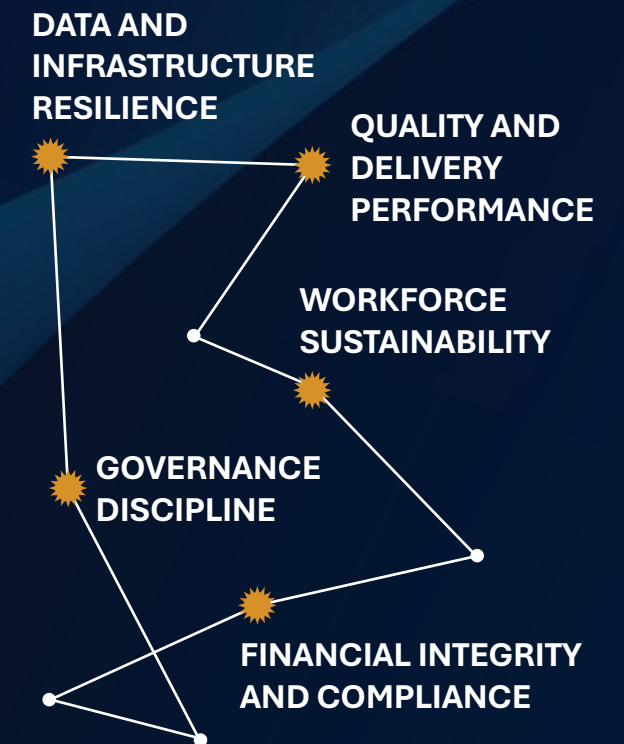 DATA AND
INFRASTRUCTURE
RESILIENCE
QUALITY AND
DELIVERY
PERFORMANCE
WORKFORCE
SUSTAINABILITY
GOVERNANCE
DISCIPLINE
FINANCIAL INTEGRITY
AND COMPLIANCE